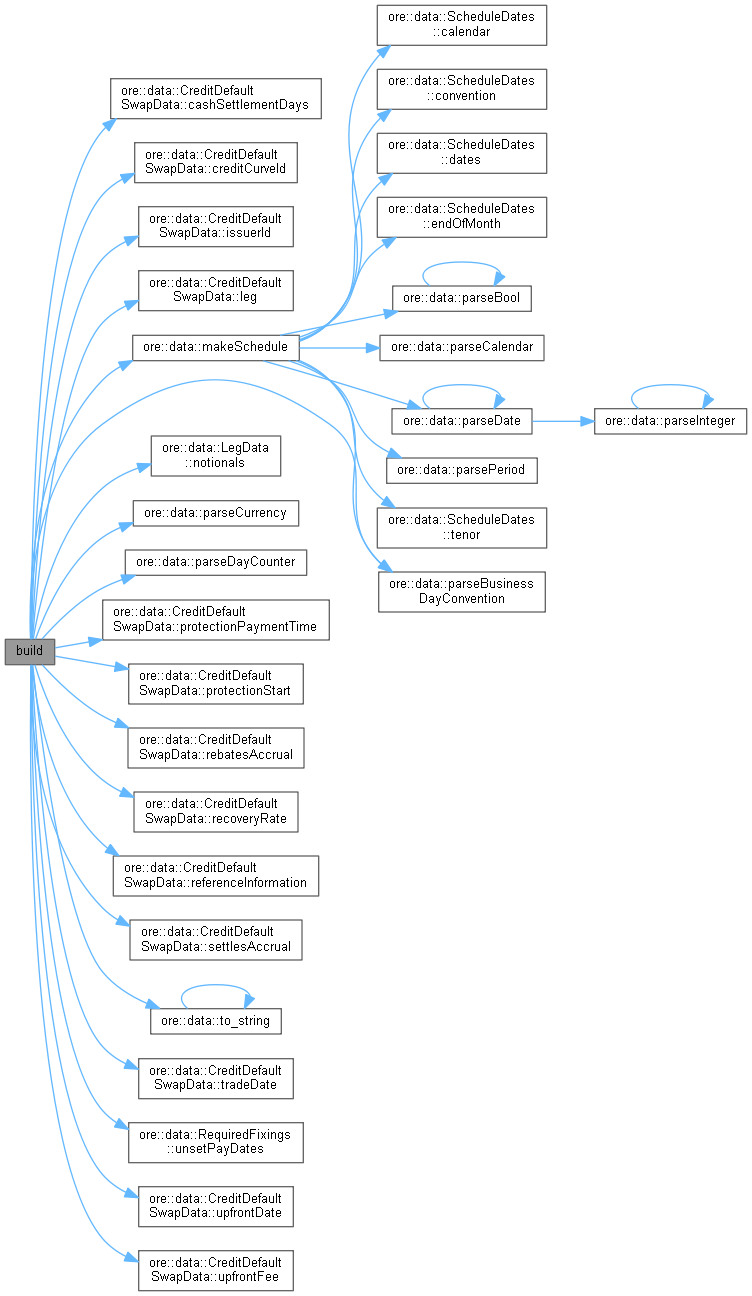 ore::data::ScheduleDates
::calendar
ore::data::ScheduleDates
::convention
ore::data::CreditDefault
SwapData::cashSettlementDays
ore::data::ScheduleDates
::dates
ore::data::CreditDefault
SwapData::creditCurveId
ore::data::ScheduleDates
::endOfMonth
ore::data::CreditDefault
SwapData::issuerId
ore::data::CreditDefault
SwapData::leg
ore::data::parseBool
ore::data::makeSchedule
ore::data::parseCalendar
ore::data::parseDate
ore::data::parseInteger
ore::data::LegData
::notionals
ore::data::parsePeriod
ore::data::parseCurrency
ore::data::ScheduleDates
::tenor
ore::data::parseDayCounter
ore::data::parseBusiness
DayConvention
ore::data::CreditDefault
SwapData::protectionPaymentTime
build
ore::data::CreditDefault
SwapData::protectionStart
ore::data::CreditDefault
SwapData::rebatesAccrual
ore::data::CreditDefault
SwapData::recoveryRate
ore::data::CreditDefault
SwapData::referenceInformation
ore::data::CreditDefault
SwapData::settlesAccrual
ore::data::to_string
ore::data::CreditDefault
SwapData::tradeDate
ore::data::RequiredFixings
::unsetPayDates
ore::data::CreditDefault
SwapData::upfrontDate
ore::data::CreditDefault
SwapData::upfrontFee